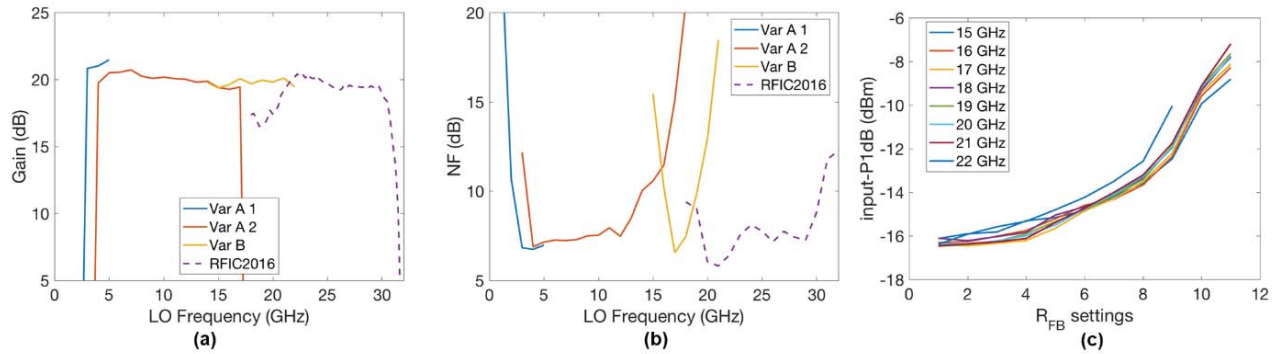 25
20
15
20
5
Gain (dB)
0 5 10 15 20 25 30
LO Frequency (GHz)
Var A 1
Var A 2
Var B
RFIC2016
(a)
20
15
10
5
NF (dB)
0 5 10 15 20 25 30
LO Frequency (GHz)
Var A 1
Var A 2
Var B
RFIC2016
(b)
-6
-8
-10
-12
-14
-16
-18
input-P1dB (dBm)
0 2 4 6 8 10 12
R_FB settings
15 GHz
16 GHz
17 GHz
18 GHz
19 GHz
20 GHz
21 GHz
22 GHz
(c)